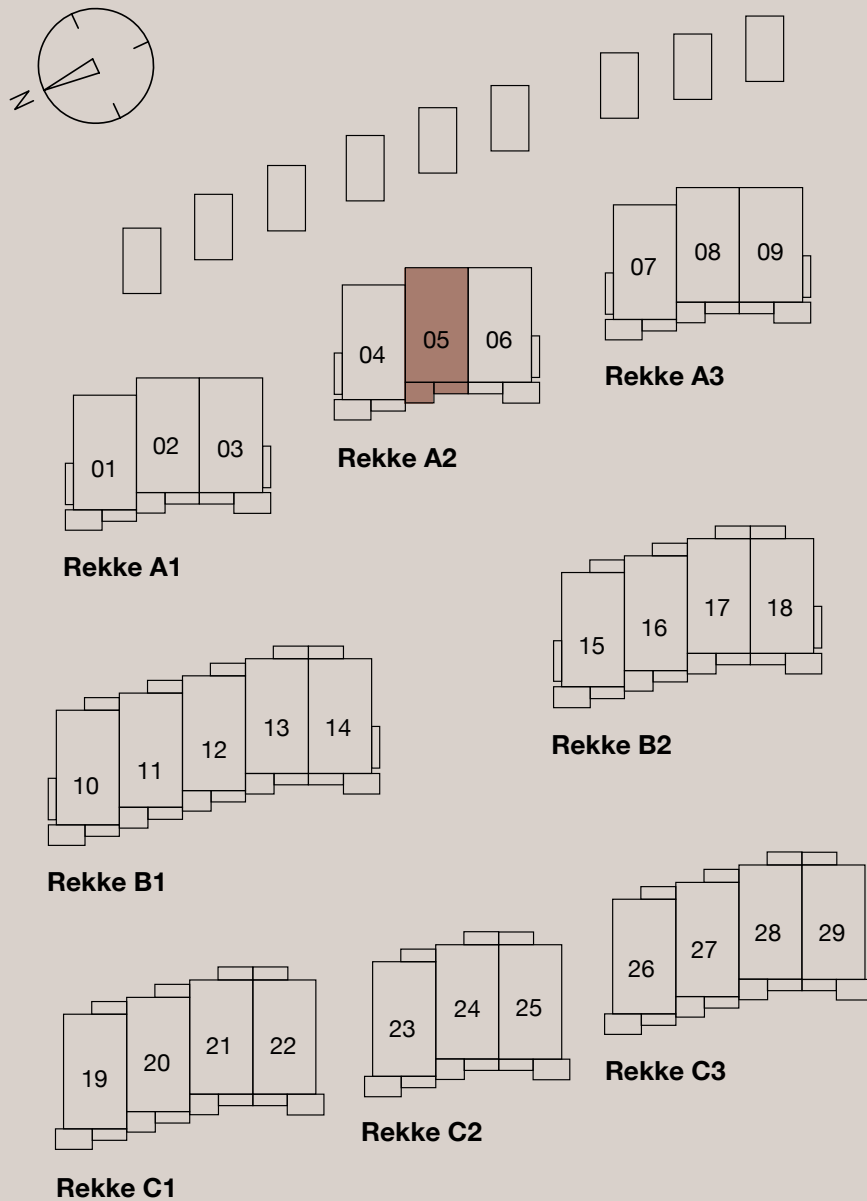 N
07 08 09
Rekke A3
04 05 06
Rekke A2
01 02 03
Rekke A1
15 16 17 18
Rekke B2
10 11 12 13 14
Rekke B1
26 27 28 29
Rekke C3
23 24 25
Rekke C2
19 20 21 22
Rekke C1